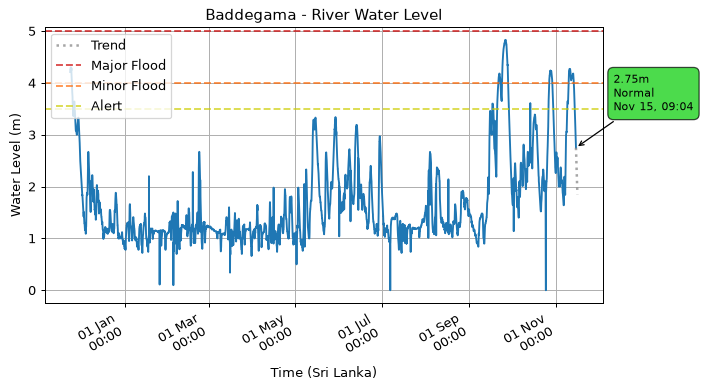 Baddegama - River Water Level
Trend
Major Flood
Minor Flood
Alert
2.75m
Normal
Nov 15, 09:04
Water Level (m)
5
4
3
2
1
0
01 Jan
00:00
01 Mar
00:00
01 May
00:00
01 Jul
00:00
01 Sep
00:00
01 Nov
00:00
Time (Sri Lanka)